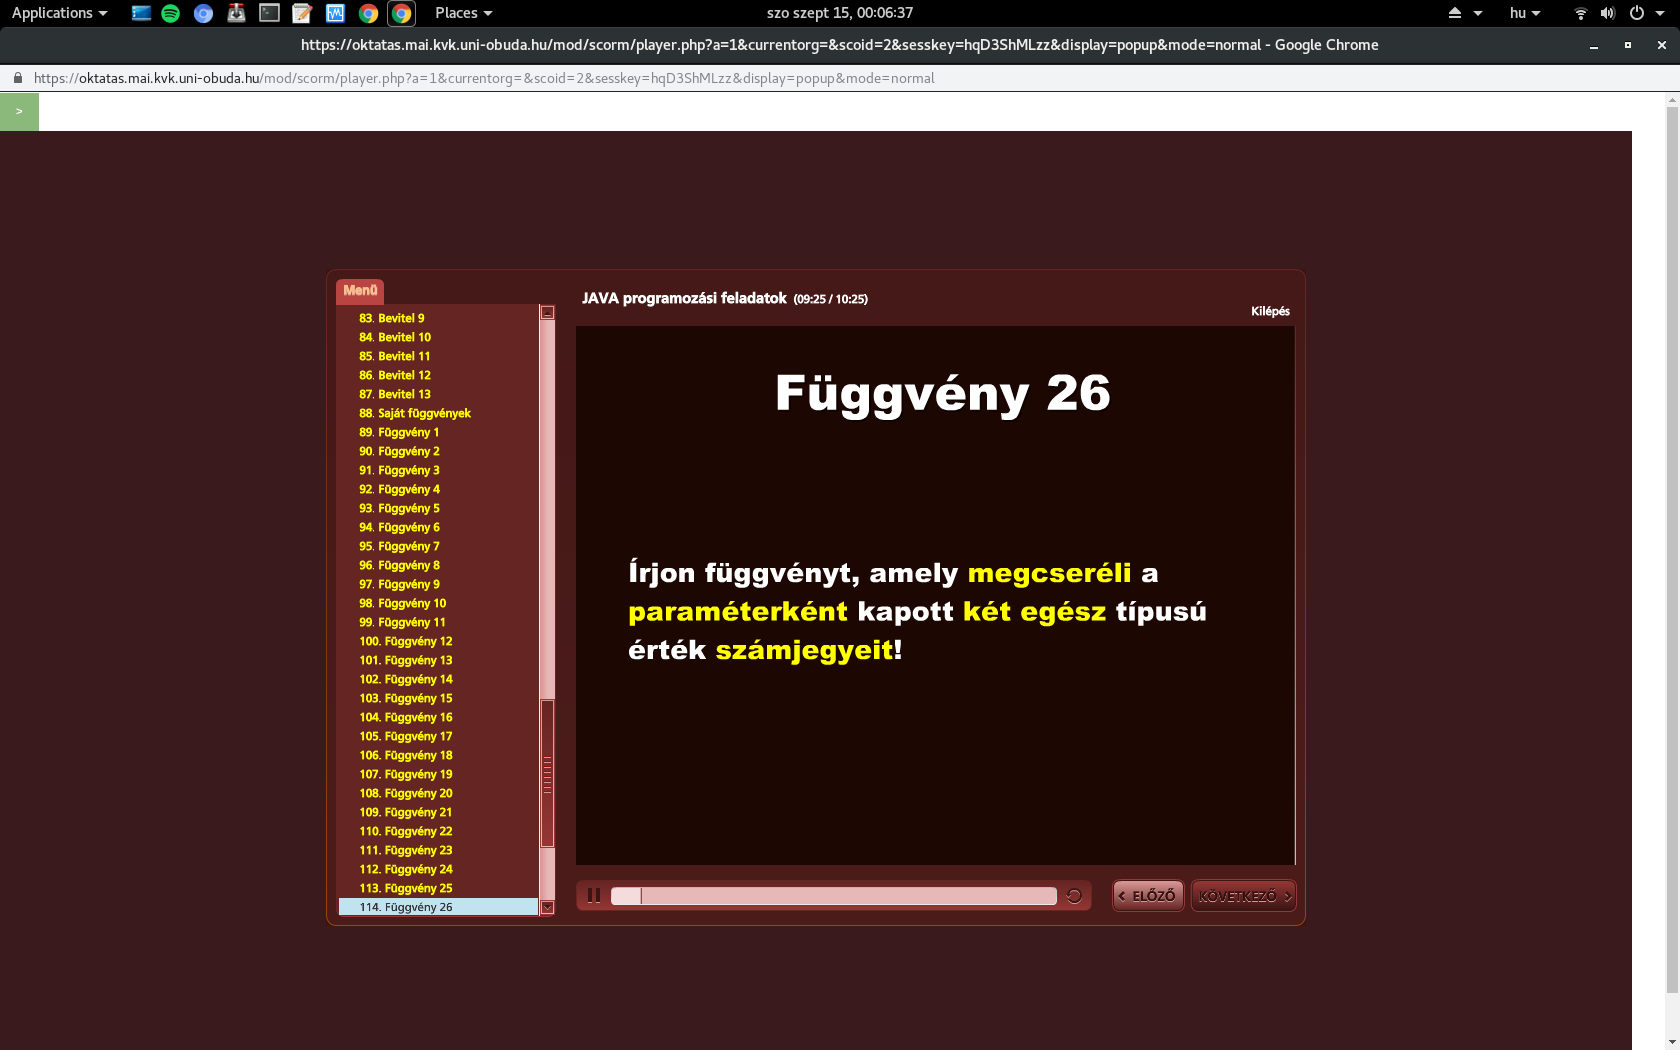 Applications
Places
szo szept 15, 00:06:37
hu
https://oktatas.mai.kvk.uni-obuda.hu/mod/scorm/player.php?a=1&currentorg=&scoid=2&sesskey=hqD3ShMLzz&display=popup&mode=normal - Google Chrome
https://oktatas.mai.kvk.uni-obuda.hu/mod/scorm/player.php?a=1&currentorg=&scoid=2&sesskey=hqD3ShMLzz&display=popup&mode=normal
>
Menü
83. Bevitel 9
84. Bevitel 10
85. Bevitel 11
86. Bevitel 12
87. Bevitel 13
88. Saját függvények
89. Függvény 1
90. Függvény 2
91. Függvény 3
92. Függvény 4
93. Függvény 5
94. Függvény 6
95. Függvény 7
96. Függvény 8
97. Függvény 9
98. Függvény 10
99. Függvény 11
100. Függvény 12
101. Függvény 13
102. Függvény 14
103. Függvény 15
104. Függvény 16
105. Függvény 17
106. Függvény 18
107. Függvény 19
108. Függvény 20
109. Függvény 21
110. Függvény 22
111. Függvény 23
112. Függvény 24
113. Függvény 25
114. Függvény 26
JAVA programozási feladatok (09:25 / 10:25)
Kilépés
Függvény 26
Írjon függvényt, amely megcseréli a
paraméterként kapott két egész típusú
érték számjegyeit!
< ELŐZŐ
KÖVETKEZŐ >